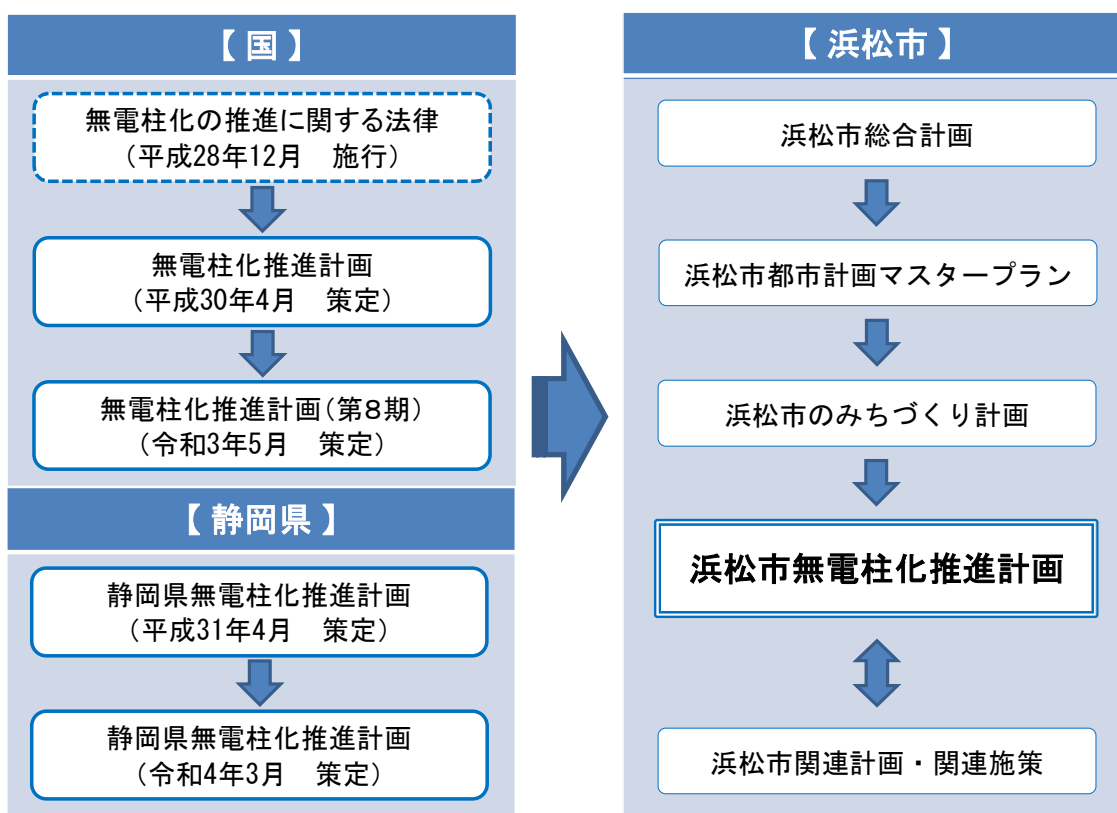 【 国 】
無電柱化の推進に関する法律
（平成28年12月　施行）
無電柱化推進計画
（平成30年4月　策定）
無電柱化推進計画（第８期）
（令和3年5月　策定）
【 静岡県 】
静岡県無電柱化推進計画
（平成31年4月　策定）
静岡県無電柱化推進計画
（令和4年3月　策定）
【 浜松市 】
浜松市総合計画
浜松市都市計画マスタープラン
浜松市のみちづくり計画
浜松市無電柱化推進計画
浜松市関連計画・関連施策